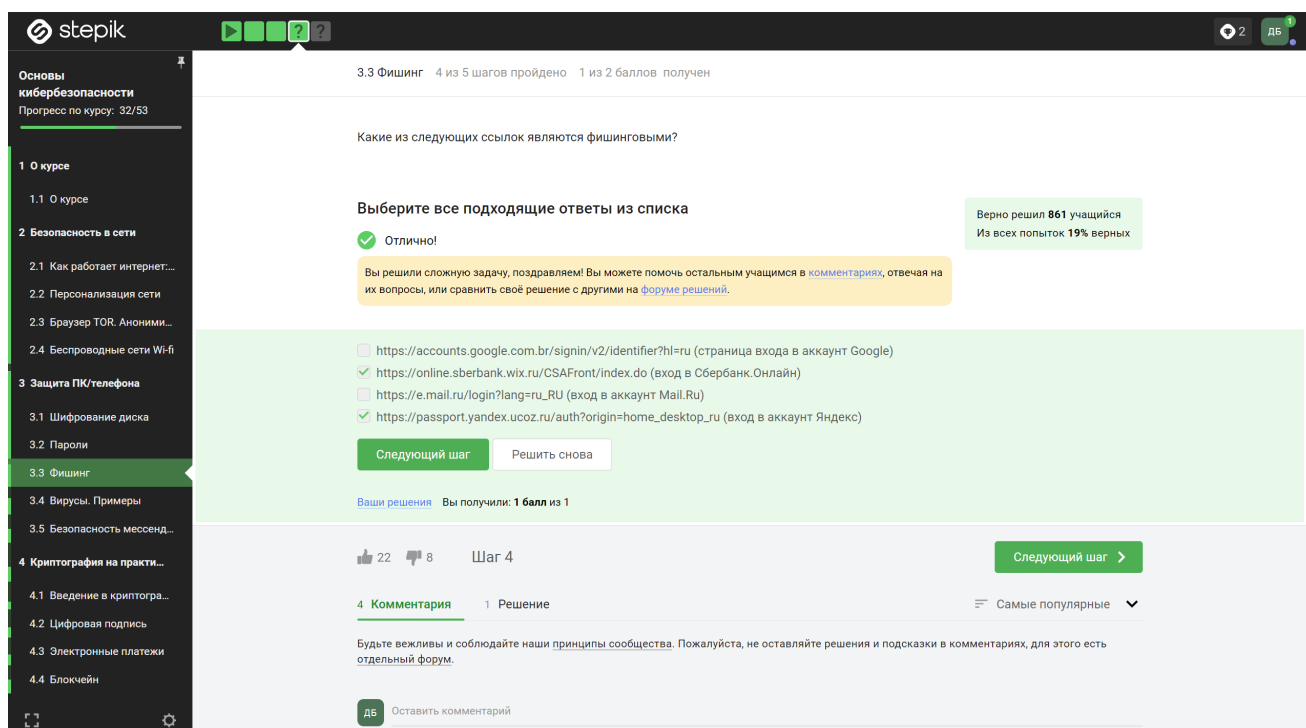 stepik
? ?
2
ДБ
1
Основы
кибербезопасности
Прогресс по курсу: 32/53
1 О курсе
1.1 О курсе
2 Безопасность в сети
2.1 Как работает интернет:...
2.2 Персонализация сети
2.3 Браузер TOR. Аноними...
2.4 Беспроводные сети Wi-fi
3 Защита ПК/телефона
3.1 Шифрование диска
3.2 Пароли
3.3 Фишинг
3.4 Вирусы. Примеры
3.5 Безопасность мессенд...
4 Криптография на практи...
4.1 Введение в криптогра...
4.2 Цифровая подпись
4.3 Электронные платежи
4.4 Блокчейн
3.3 Фишинг 4 из 5 шагов пройдено 1 из 2 баллов получен
Какие из следующих ссылок являются фишинговыми?
Выберите все подходящие ответы из списка
Отлично!
Верно решил 861 учащийся
Из всех попыток 19% верных
Вы решили сложную задачу, поздравляем! Вы можете помочь остальным учащимся в комментариях, отвечая на
их вопросы, или сравнить своё решение с другими на форуме решений.
https://accounts.google.com.br/signin/v2/identifier?hl=ru (страница входа в аккаунт Google)
https://online.sberbank.wix.ru/CSAFront/index.do (вход в Сбербанк.Онлайн)
https://e.mail.ru/login?lang=ru_RU (вход в аккаунт Mail.Ru)
https://passport.yandex.ucoz.ru/auth?origin=home_desktop_ru (вход в аккаунт Яндекс)
Следующий шаг Решить снова
Ваши решения Вы получили: 1 балл из 1
22 8 Шаг 4 Следующий шаг
4 Комментария 1 Решение Самые популярные
Будьте вежливы и соблюдайте наши принципы сообщества. Пожалуйста, не оставляйте решения и подсказки в комментариях, для этого есть
отдельный форум.
ДБ Оставить комментарий